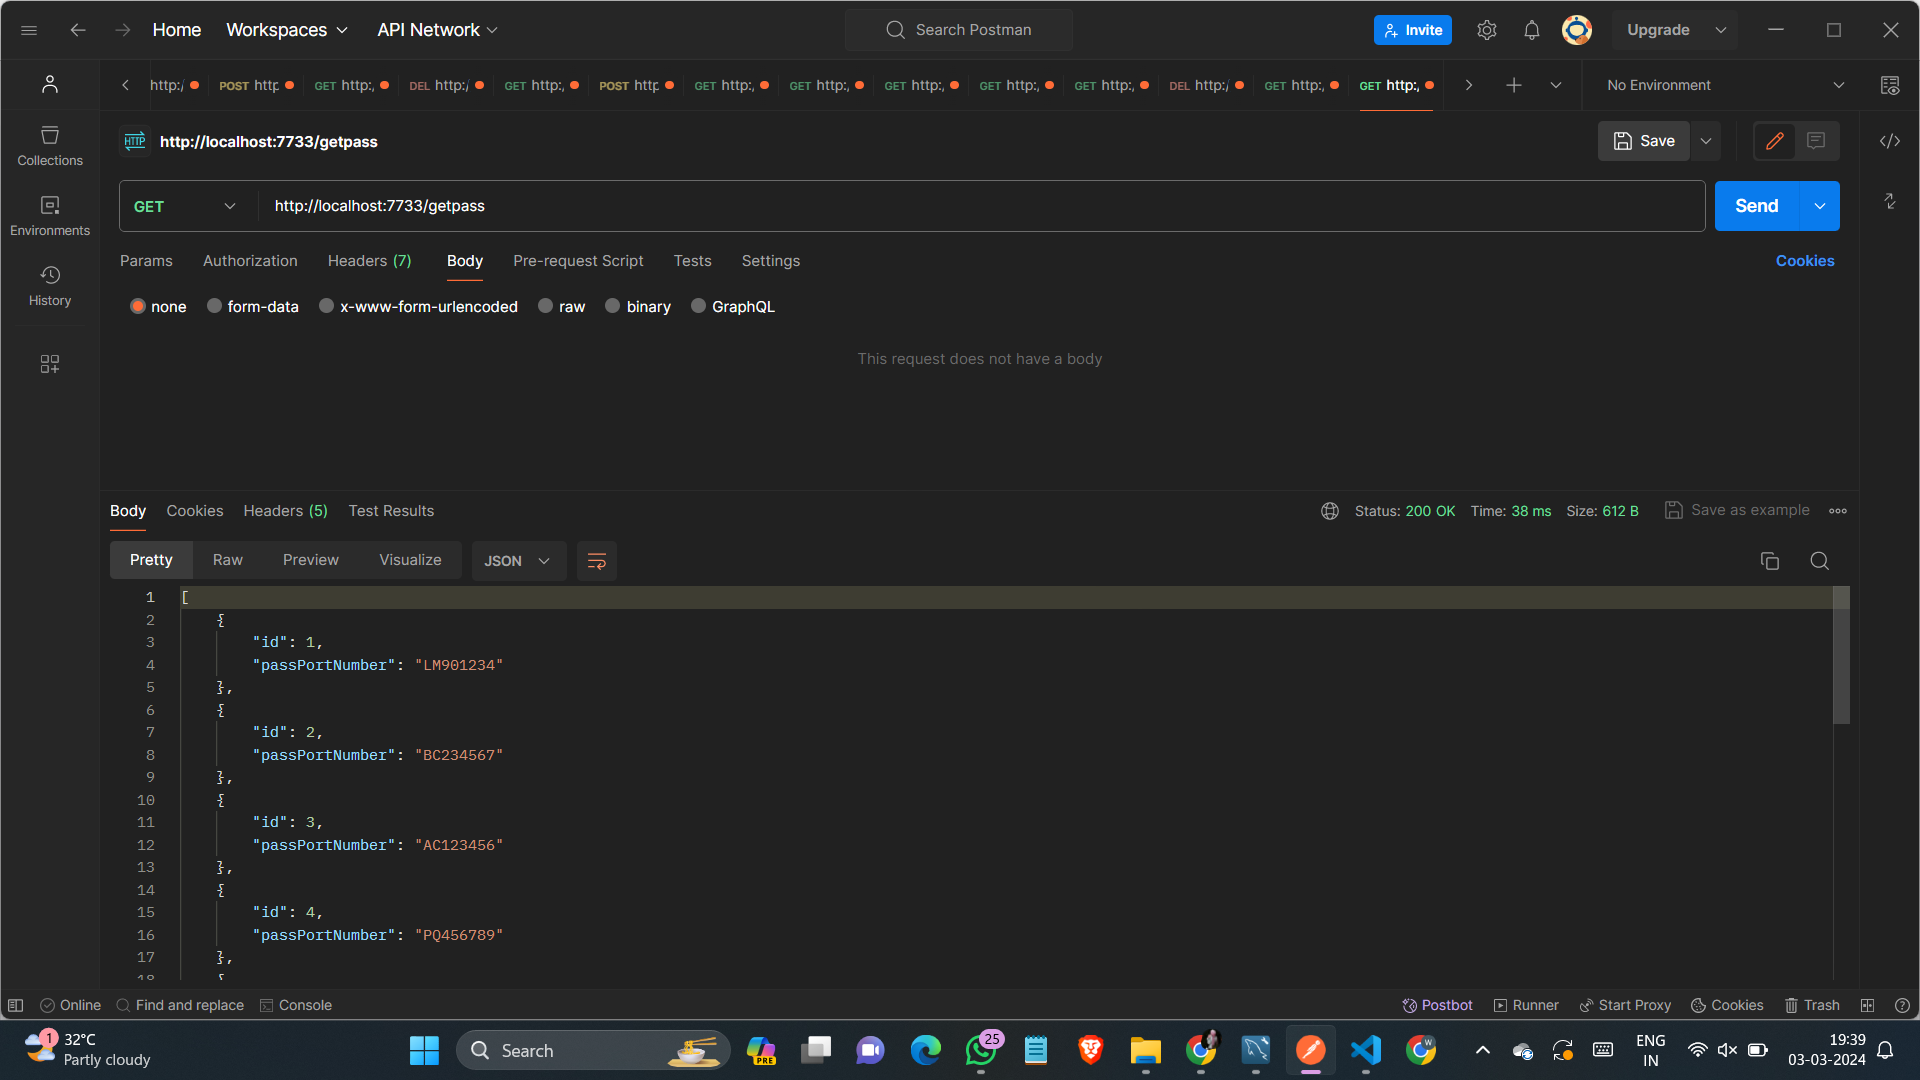 Home Workspaces API Network Search Postman Invite Upgrade
http:/ POST http GET http:/ DEL http:/ GET http:/ POST http GET http:/ GET http:/ GET http:/ GET http:/ GET http:/ DEL http:/ GET http:/ GET http:/ No Environment
HTTP http://localhost:7733/getpass Save
Collections
Environments
History
GET http://localhost:7733/getpass Send
Params Authorization Headers (7) Body Pre-request Script Tests Settings Cookies
none form-data x-www-form-urlencoded raw binary GraphQL
This request does not have a body
Body Cookies Headers (5) Test Results Status: 200 OK Time: 38 ms Size: 612 B Save as example
Pretty Raw Preview Visualize JSON
1 [
2 {
3 "id": 1,
4 "passPortNumber": "LM901234"
5 },
6 {
7 "id": 2,
8 "passPortNumber": "BC234567"
9 },
10 {
11 "id": 3,
12 "passPortNumber": "AC123456"
13 },
14 {
15 "id": 4,
16 "passPortNumber": "PQ456789"
17 },
18 {
Online Find and replace Console Postbot Runner Start Proxy Cookies Trash
1 32°C
Partly cloudy
Search PRE 25 W
ENG
IN
19:39
03-03-2024